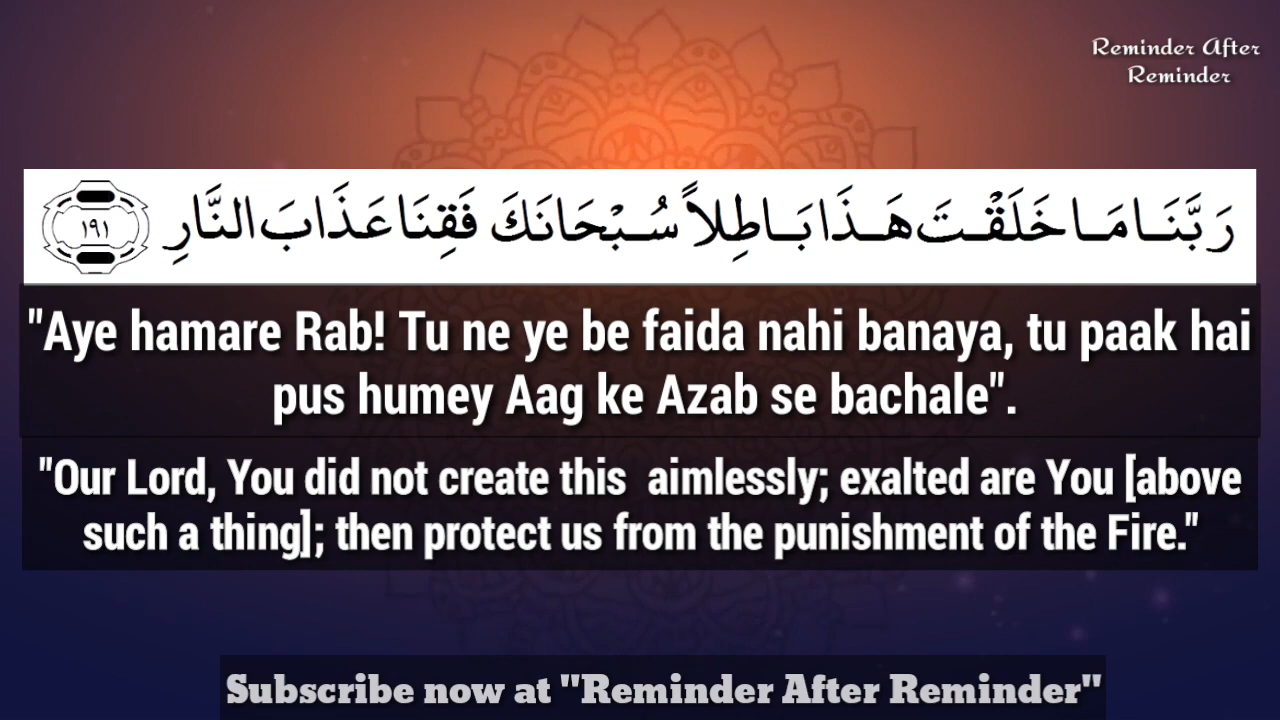 Reminder After
Reminder
رَبَّنَا مَا خَلَقْتَ هَذَا بَاطِلاً سُبْحَانَكَ فَقِنَا عَذَابَ النَّارِ ١٩١
"Aye hamare Rab! Tu ne ye be faida nahi banaya, tu paak hai
pus humey Aag ke Azab se bachale".
"Our Lord, You did not create this aimlessly; exalted are You [above
such a thing]; then protect us from the punishment of the Fire."
Subscribe now at "Reminder After Reminder"